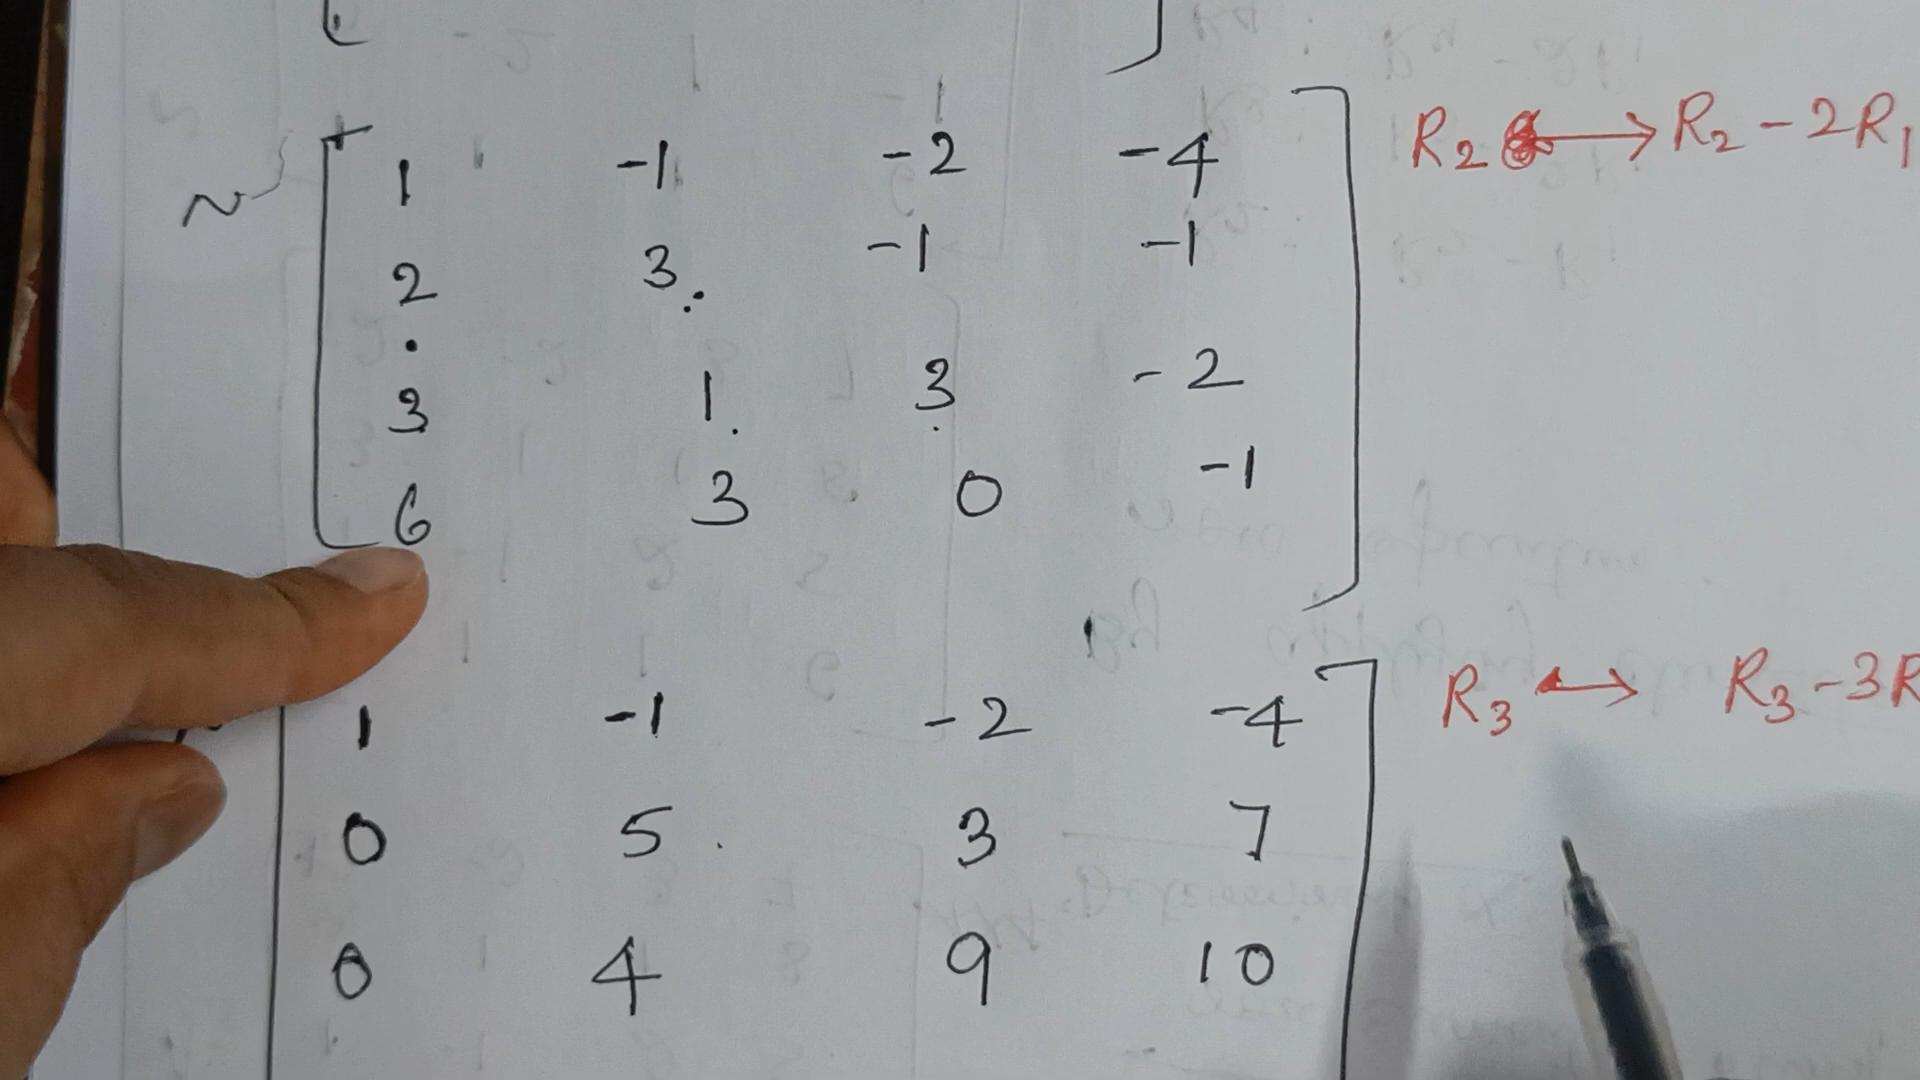 1 -1 -2 -4 R2 → R2 - 2R1
2 3 -1 -1
3 1 3 -2
6 3 0 -1
1 -1 -2 -4 R3 → R3 - 3R
0 5 3 7
0 4 9 10